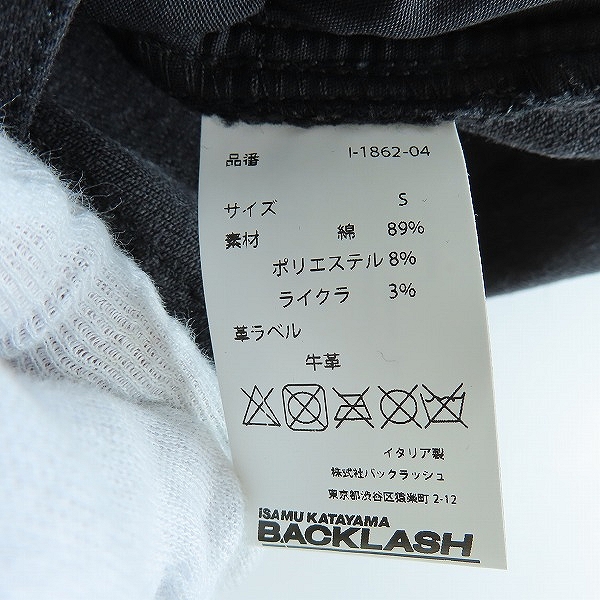 品番 I-1862-04
サイズ S
素材 綿 89%
ポリエステル 8%
ライクラ 3%
革ラベル
牛革
イタリア製
株式会社バックラッシュ
東京都渋谷区猿楽町 2-12
ISAMU KATAYAMA
BACKLASH